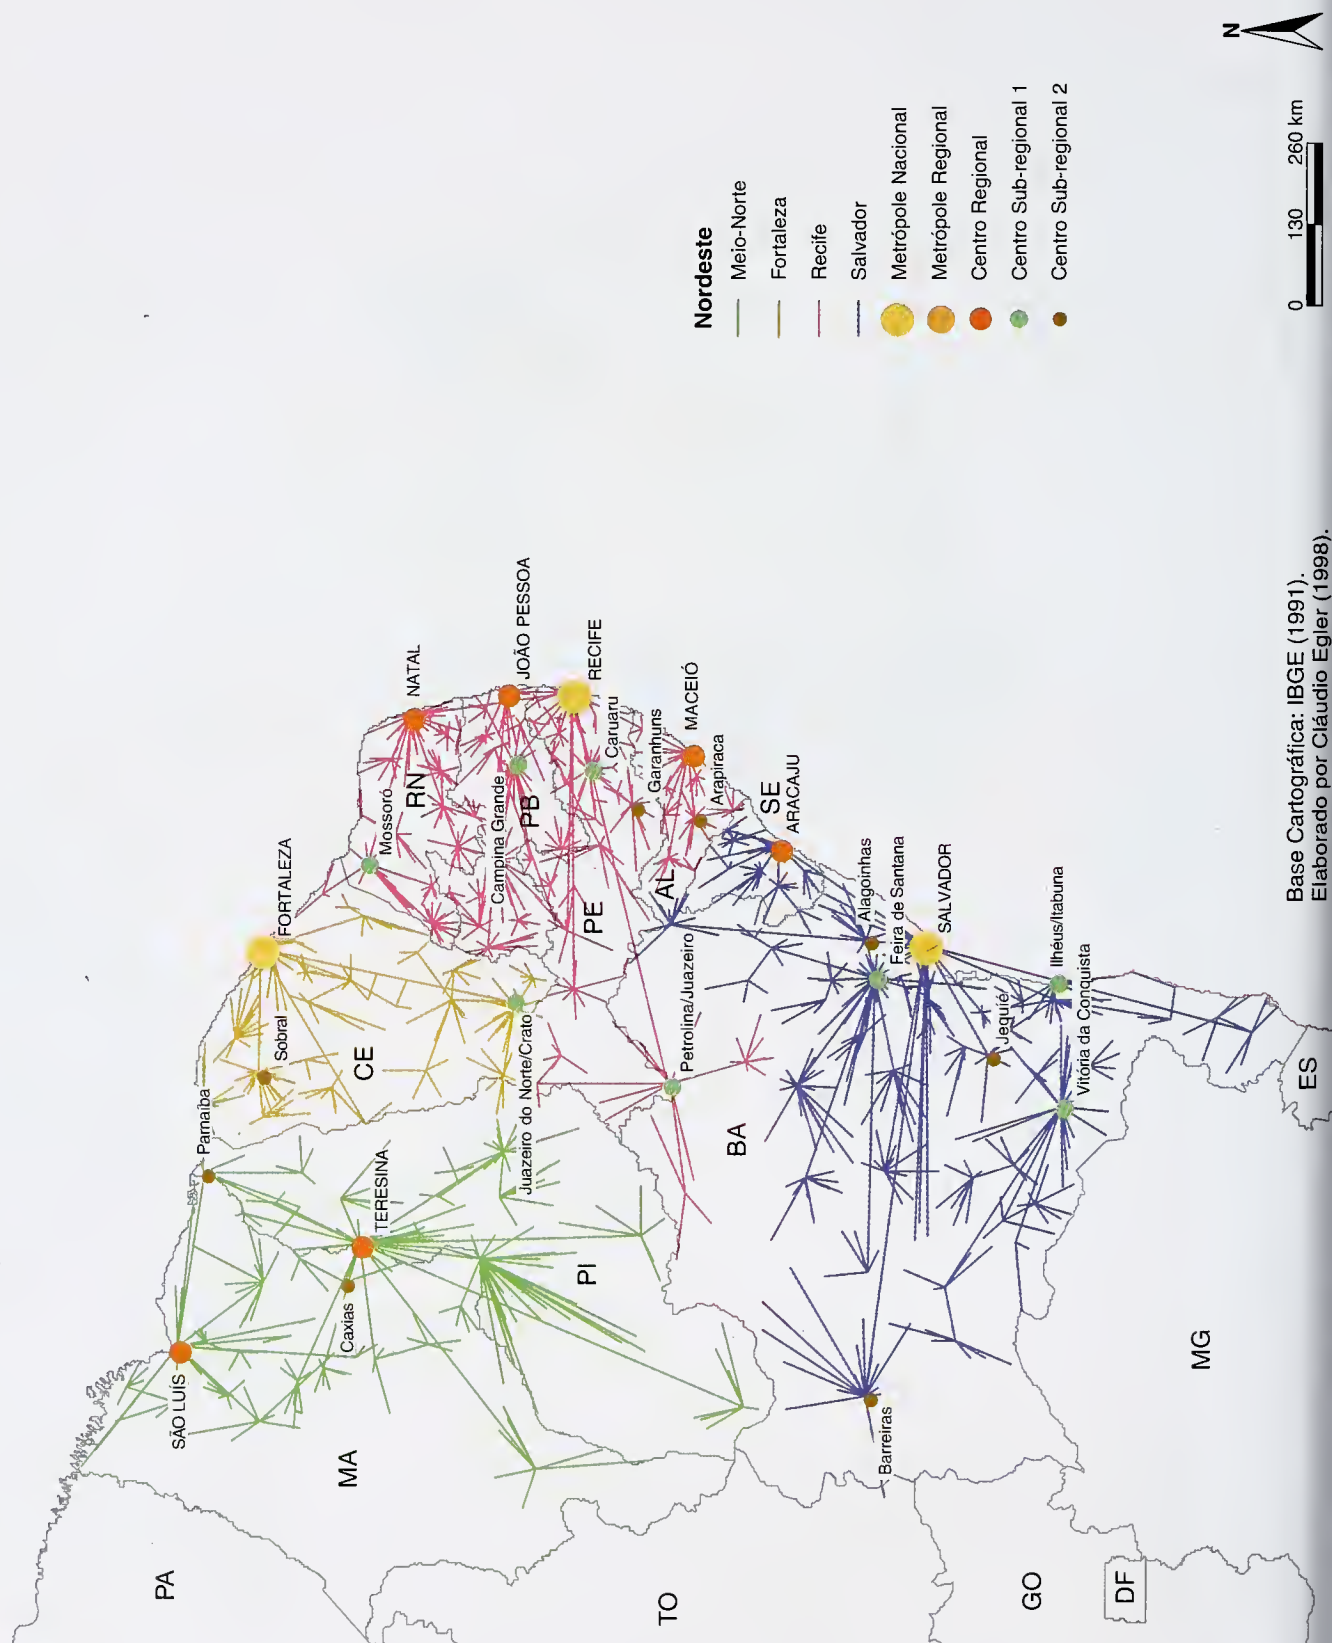 N
Nordeste
Meio-Norte
Fortaleza
Recife
Salvador
Metrópole Nacional
Metrópole Regional
Centro Regional
Centro Sub-regional 1
Centro Sub-regional 2
0 130 260 km
Base Cartográfica: IBGE (1991).
Elaborado por Cláudio Egler (1998).
PA
MA
TO
GO
DF
MG
ES
BA
PI
CE
RN
PB
PE
AL
SE
SÃO LUÍS
Parnaíba
Caxias
TERESINA
Sobral
FORTALEZA
Mossoró
NATAL
Campina Grande
JOÃO PESSOA
Juazeiro do Norte/Crato
RECIFE
Caruaru
Garanhuns
MACEIÓ
Arapiraca
Petrolina/Juazeiro
ARACAJU
Alagoinhas
Feira de Santana
SALVADOR
Barreiras
Jequié
Ilhéus/Itabuna
Vitória da Conquista